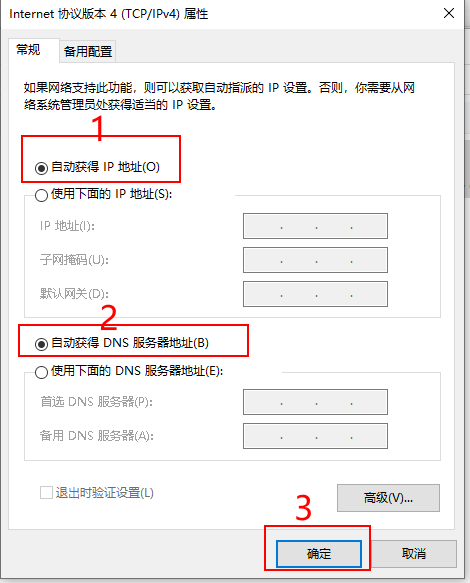 Internet 协议版本 4 (TCP/IPv4) 属性
常规 备用配置
如果网络支持此功能，则可以获取自动指派的 IP 设置。否则，你需要从网
络系统管理员处获得适当的 IP 设置。
1
自动获得 IP 地址(O)
使用下面的 IP 地址(S):
IP 地址(I):
子网掩码(U):
默认网关(D):
2
自动获得 DNS 服务器地址(B)
使用下面的 DNS 服务器地址(E):
首选 DNS 服务器(P):
备用 DNS 服务器(A):
退出时验证设置(L)
高级(V)...
3
确定 取消